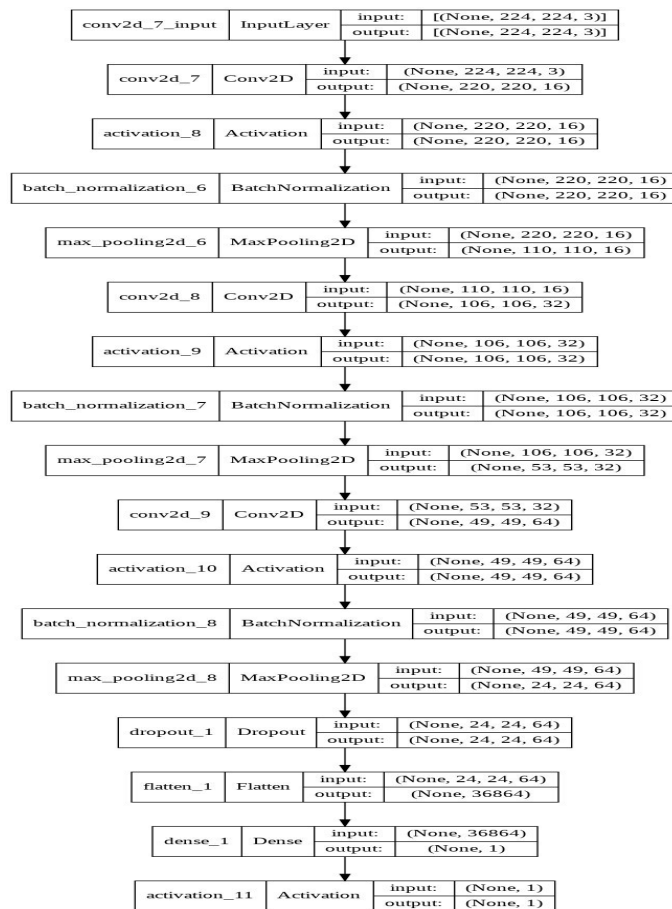 conv2d_7_input InputLayer input: [(None, 224, 224, 3)]
output: [(None, 224, 224, 3)]
conv2d_7 Conv2D input: (None, 224, 224, 3)
output: (None, 220, 220, 16)
activation_8 Activation input: (None, 220, 220, 16)
output: (None, 220, 220, 16)
batch_normalization_6 BatchNormalization input: (None, 220, 220, 16)
output: (None, 220, 220, 16)
max_pooling2d_6 MaxPooling2D input: (None, 220, 220, 16)
output: (None, 110, 110, 16)
conv2d_8 Conv2D input: (None, 110, 110, 16)
output: (None, 106, 106, 32)
activation_9 Activation input: (None, 106, 106, 32)
output: (None, 106, 106, 32)
batch_normalization_7 BatchNormalization input: (None, 106, 106, 32)
output: (None, 106, 106, 32)
max_pooling2d_7 MaxPooling2D input: (None, 106, 106, 32)
output: (None, 53, 53, 32)
conv2d_9 Conv2D input: (None, 53, 53, 32)
output: (None, 49, 49, 64)
activation_10 Activation input: (None, 49, 49, 64)
output: (None, 49, 49, 64)
batch_normalization_8 BatchNormalization input: (None, 49, 49, 64)
output: (None, 49, 49, 64)
max_pooling2d_8 MaxPooling2D input: (None, 49, 49, 64)
output: (None, 24, 24, 64)
dropout_1 Dropout input: (None, 24, 24, 64)
output: (None, 24, 24, 64)
flatten_1 Flatten input: (None, 24, 24, 64)
output: (None, 36864)
dense_1 Dense input: (None, 36864)
output: (None, 1)
activation_11 Activation input: (None, 1)
output: (None, 1)